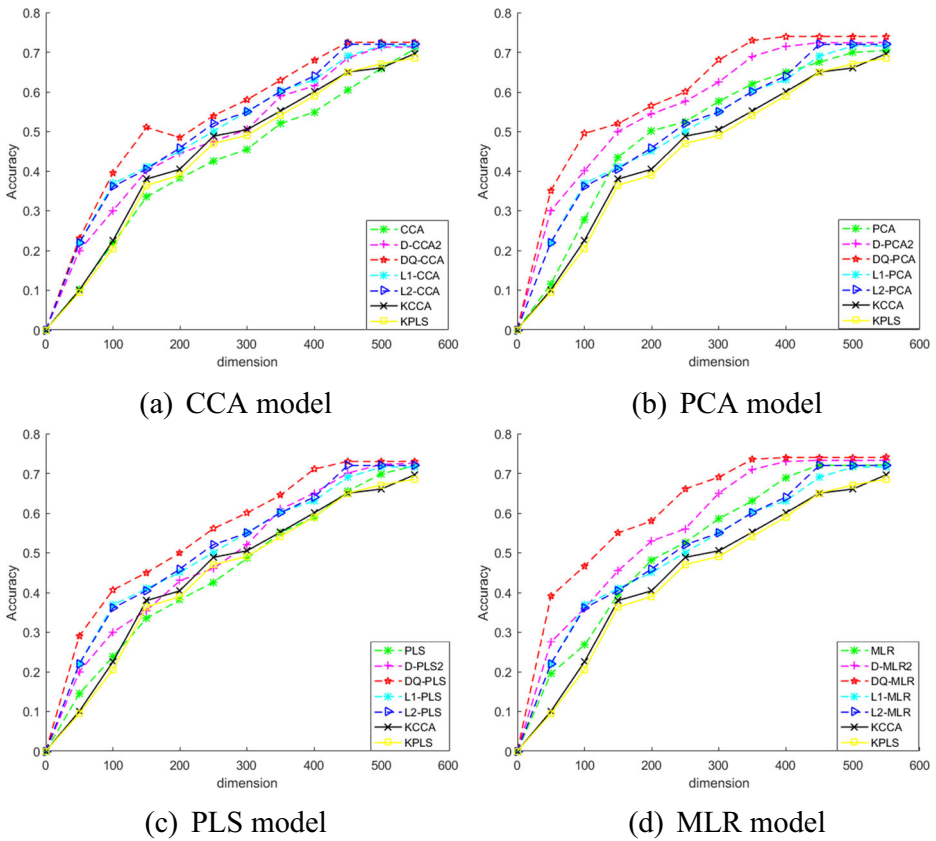 0.8
0.7
0.6
0.5
0.4
0.3
0.2
0.1
0
Accuracy
CCA
D-CCA2
DQ-CCA
L1-CCA
L2-CCA
KCCA
KPLS
0 100 200 300 400 500 600
dimension
(a) CCA model
0.8
0.7
0.6
0.5
0.4
0.3
0.2
0.1
0
Accuracy
PCA
D-PCA2
DQ-PCA
L1-PCA
L2-PCA
KCCA
KPLS
0 100 200 300 400 500 600
dimension
(b) PCA model
0.8
0.7
0.6
0.5
0.4
0.3
0.2
0.1
0
Accuracy
PLS
D-PLS2
DQ-PLS
L1-PLS
L2-PLS
KCCA
KPLS
0 100 200 300 400 500 600
dimension
(c) PLS model
0.8
0.7
0.6
0.5
0.4
0.3
0.2
0.1
0
Accuracy
MLR
D-MLR2
DQ-MLR
L1-MLR
L2-MLR
KCCA
KPLS
0 100 200 300 400 500 600
dimension
(d) MLR model